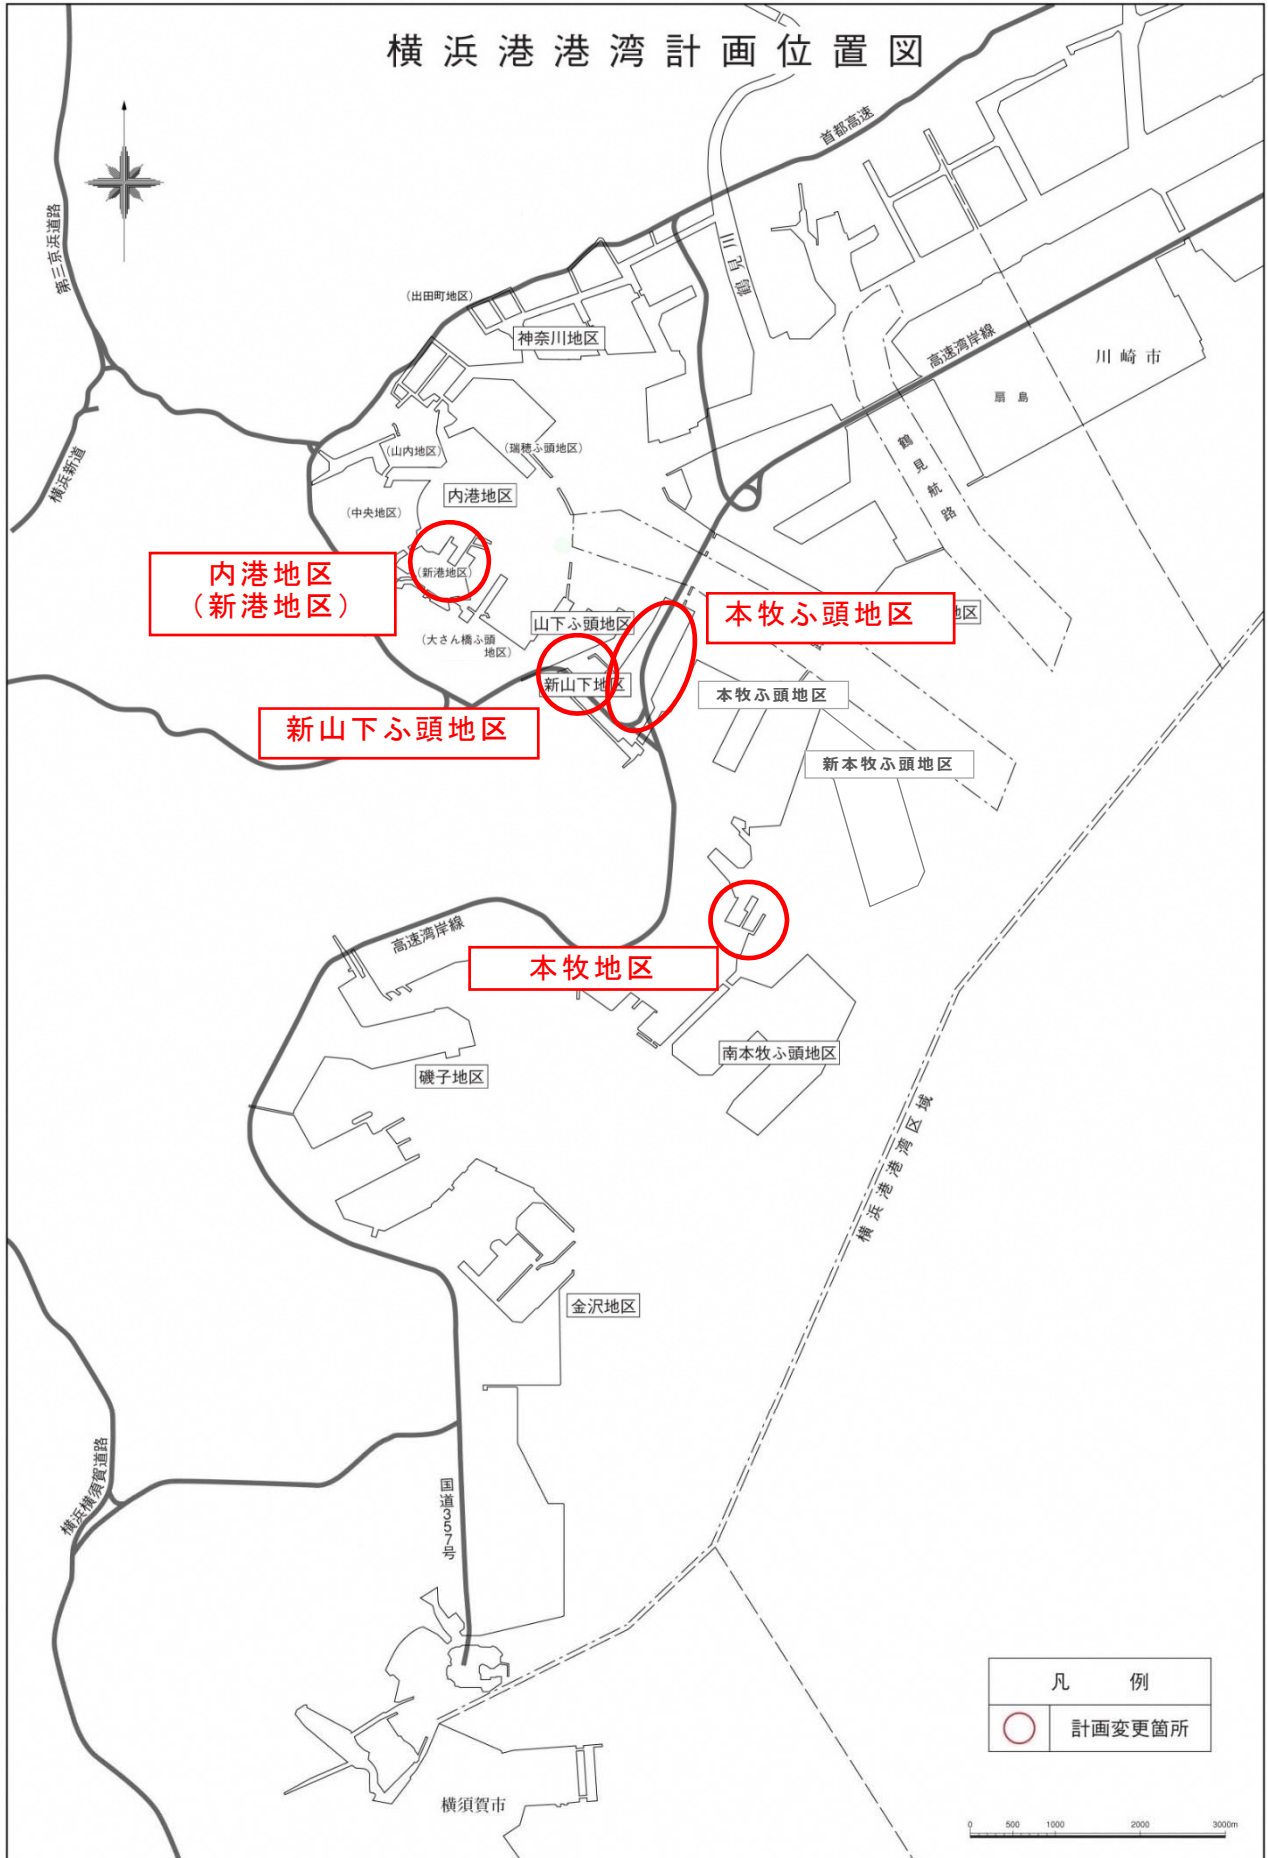 横浜港港湾計画位置図
首都高速
第三京浜道路
鶴見川
(出田町地区)
神奈川地区
高速湾岸線
川崎市
扇島
横浜新道
(山内地区)
(瑞穂ふ頭地区)
鶴見航路
内港地区
(中央地区)
内港地区
(新港地区)
(新港地区)
本牧ふ頭地区
地区
山下ふ頭地区
(大さん橋ふ頭
地区)
新山下地区
本牧ふ頭地区
新山下ふ頭地区
新本牧ふ頭地区
高速湾岸線
本牧地区
南本牧ふ頭地区
磯子地区
横浜港港湾区域
金沢地区
横浜横須賀道路
国道357号
凡例
計画変更箇所
横須賀市
0 500 1000 2000 3000m